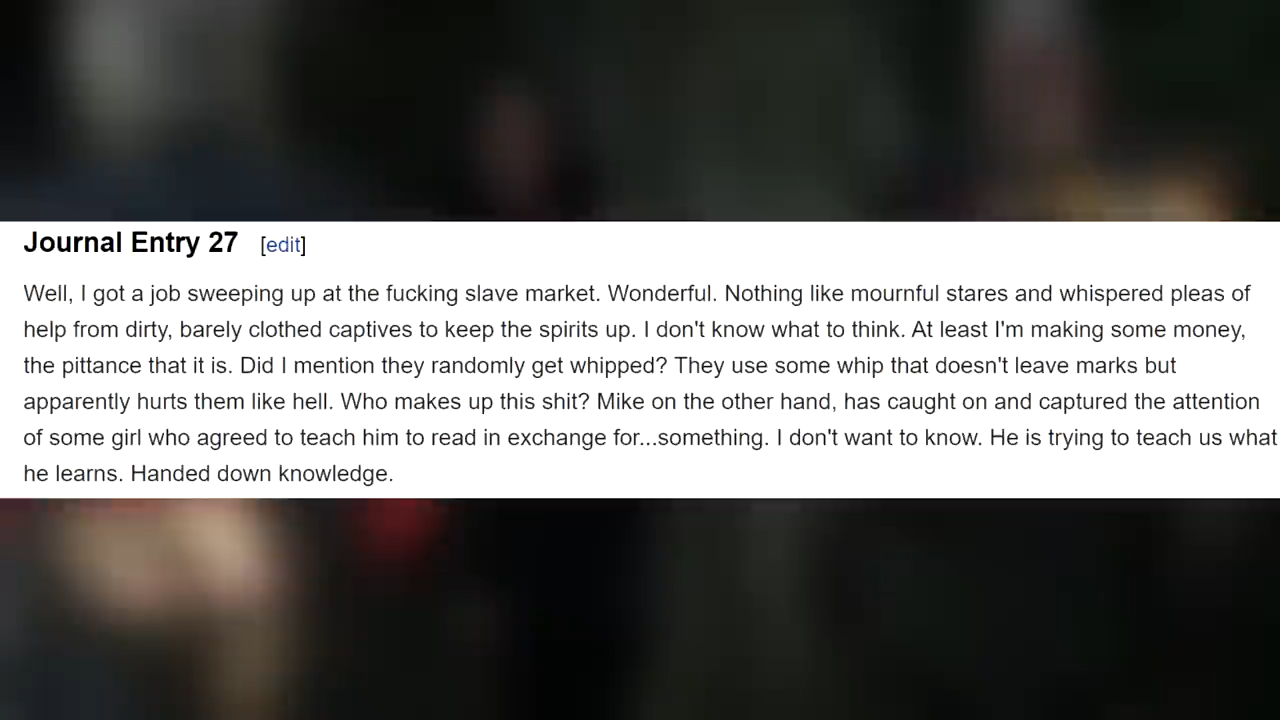 Journal Entry 27 [edit]
Well, I got a job sweeping up at the fucking slave market. Wonderful. Nothing like mournful stares and whispered pleas of
help from dirty, barely clothed captives to keep the spirits up. I don't know what to think. At least I'm making some money,
the pittance that it is. Did I mention they randomly get whipped? They use some whip that doesn't leave marks but
apparently hurts them like hell. Who makes up this shit? Mike on the other hand, has caught on and captured the attention
of some girl who agreed to teach him to read in exchange for...something. I don't want to know. He is trying to teach us what
he learns. Handed down knowledge.